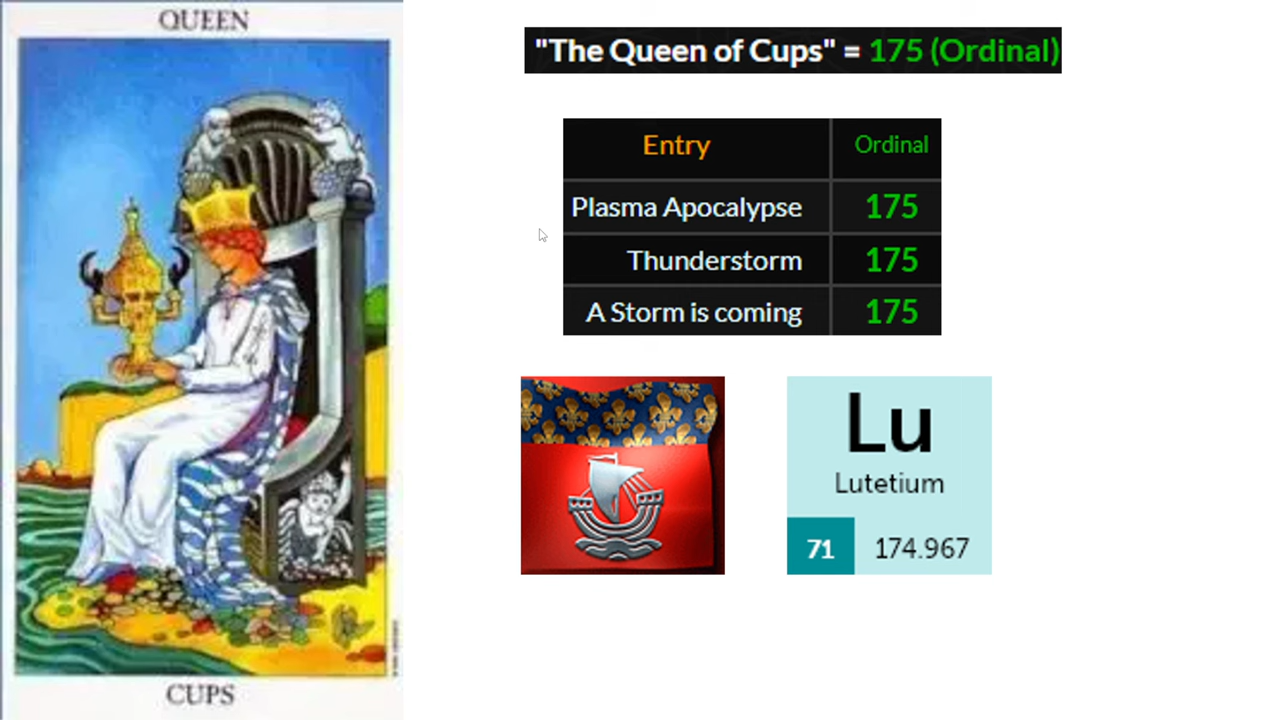 QUEEN
"The Queen of Cups" = 175 (Ordinal)
Entry Ordinal
Plasma Apocalypse 175
Thunderstorm 175
A Storm is coming 175
Lu
Lutetium
71 174.967
CUPS